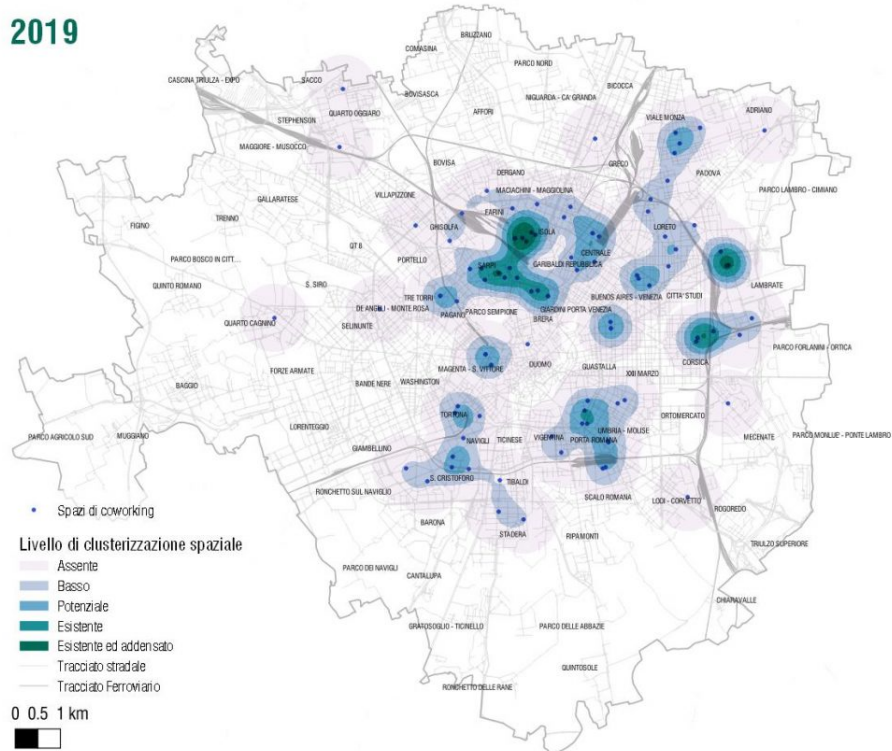 2019
BRUZZANO
COMASINA
PARCO NORD
CASCINA TRIULZA - EXPO
SACCO
BICOCCA
BOVISASCA
NIGUARDA - CA' GRANDA
QUARTO OGGIARO
AFFORI
ADRIANO
STEPHENSON
VIALE MONZA
MAGGIORE - MUSOCCO
BOVISA
GRECO
DERGANO
PADOVA
VILLAPIZZONE
MACIACHINI - MAGGIOLINA
PARCO LAMBRO - CIMIANO
GALLARATESE
FARINI
TRENNO
FIGINO
GHISOLFA
ISOLA
LORETO
QT 8
CENTRALE
PORTELLO
PARCO BOSCO IN CITT...
SARPI
GARIBALDI REPUBBLICA
S. SIRO
QUINTO ROMANO
LAMBRATE
TRE TORRI
BUENOS AIRES - VENEZIA
CITTA' STUDI
DE ANGELI - MONTE ROSA
PARCO SEMPIONE
GIARDINI PORTA VENEZIA
PAGANO
BRERA
QUARTO CAGNINO
SELINUNTE
PARCO FORLANINI - ORTICA
CORSICA
DUOMO
GUASTALLA
MAGENTA - S. VITTORE
XXII MARZO
FORZE ARMATE
BANDE NERE
WASHINGTON
BAGGIO
TORTONA
ORTOMERCATO
LORENTEGGIO
UMBRIA - MOLISE
MUGGIANO
PARCO AGRICOLO SUD
GIAMBELLINO
NAVIGLI
TICINESE
VIGENTINA
PORTA ROMANA
MECENATE
PARCO MONLUE' - PONTE LAMBRO
S. CRISTOFORO
TIBALDI
RONCHETTO SUL NAVIGLIO
SCALO ROMANA
LODI - CORVETTO
ROGOREDO
Spazi di coworking
BARONA
STADERA
RIPAMONTI
TRIULZO SUPERIORE
Livello di clusterizzazione spaziale
Assente
PARCO DEI NAVIGLI
CANTALUPA
Basso
CHIARAVALLE
Potenziale
Esistente
GRATOSOGLIO - TICINELLO
PARCO DELLE ABBAZIE
Esistente ed addensato
Tracciato stradale
QUINTOSOLE
Tracciato Ferroviario
RONCHETTO DELLE RANE
0 0.5 1 km